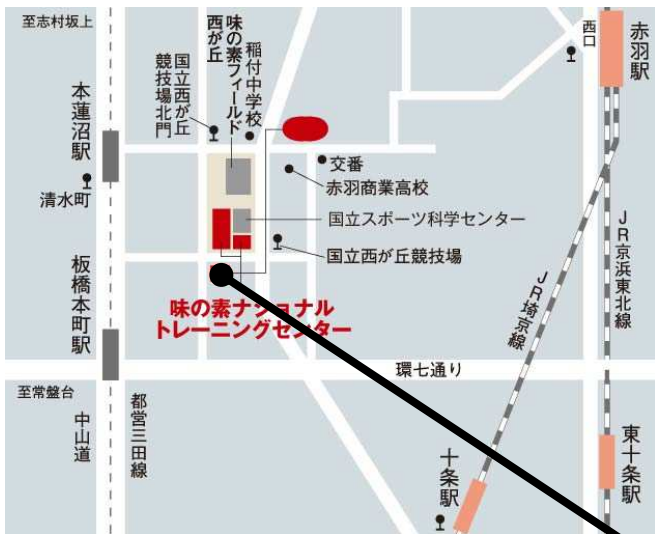 至志村坂上
本蓮沼駅
清水町
板橋本町駅
至常盤台
中山道
都営三田線
国立西が丘
競技場北門
味の素フィールド
西が丘
稲付中学校
交番
赤羽商業高校
国立スポーツ科学センター
国立西が丘競技場
味の素ナショナル
トレーニングセンター
環七通り
西口
赤羽駅
JR京浜東北線
JR埼京線
十条駅
東十条駅